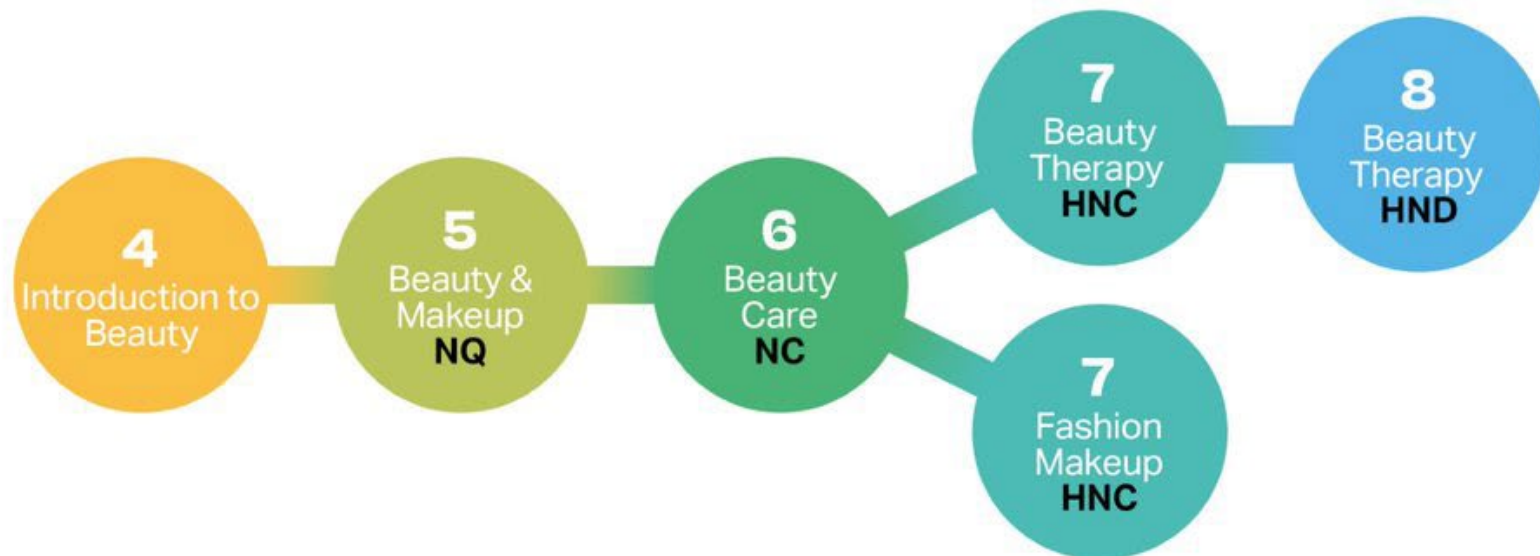 4
Introduction to
Beauty
5
Beauty &
Makeup
NQ
6
Beauty
Care
NC
7
Beauty
Therapy
HNC
8
Beauty
Therapy
HND
7
Fashion
Makeup
HNC